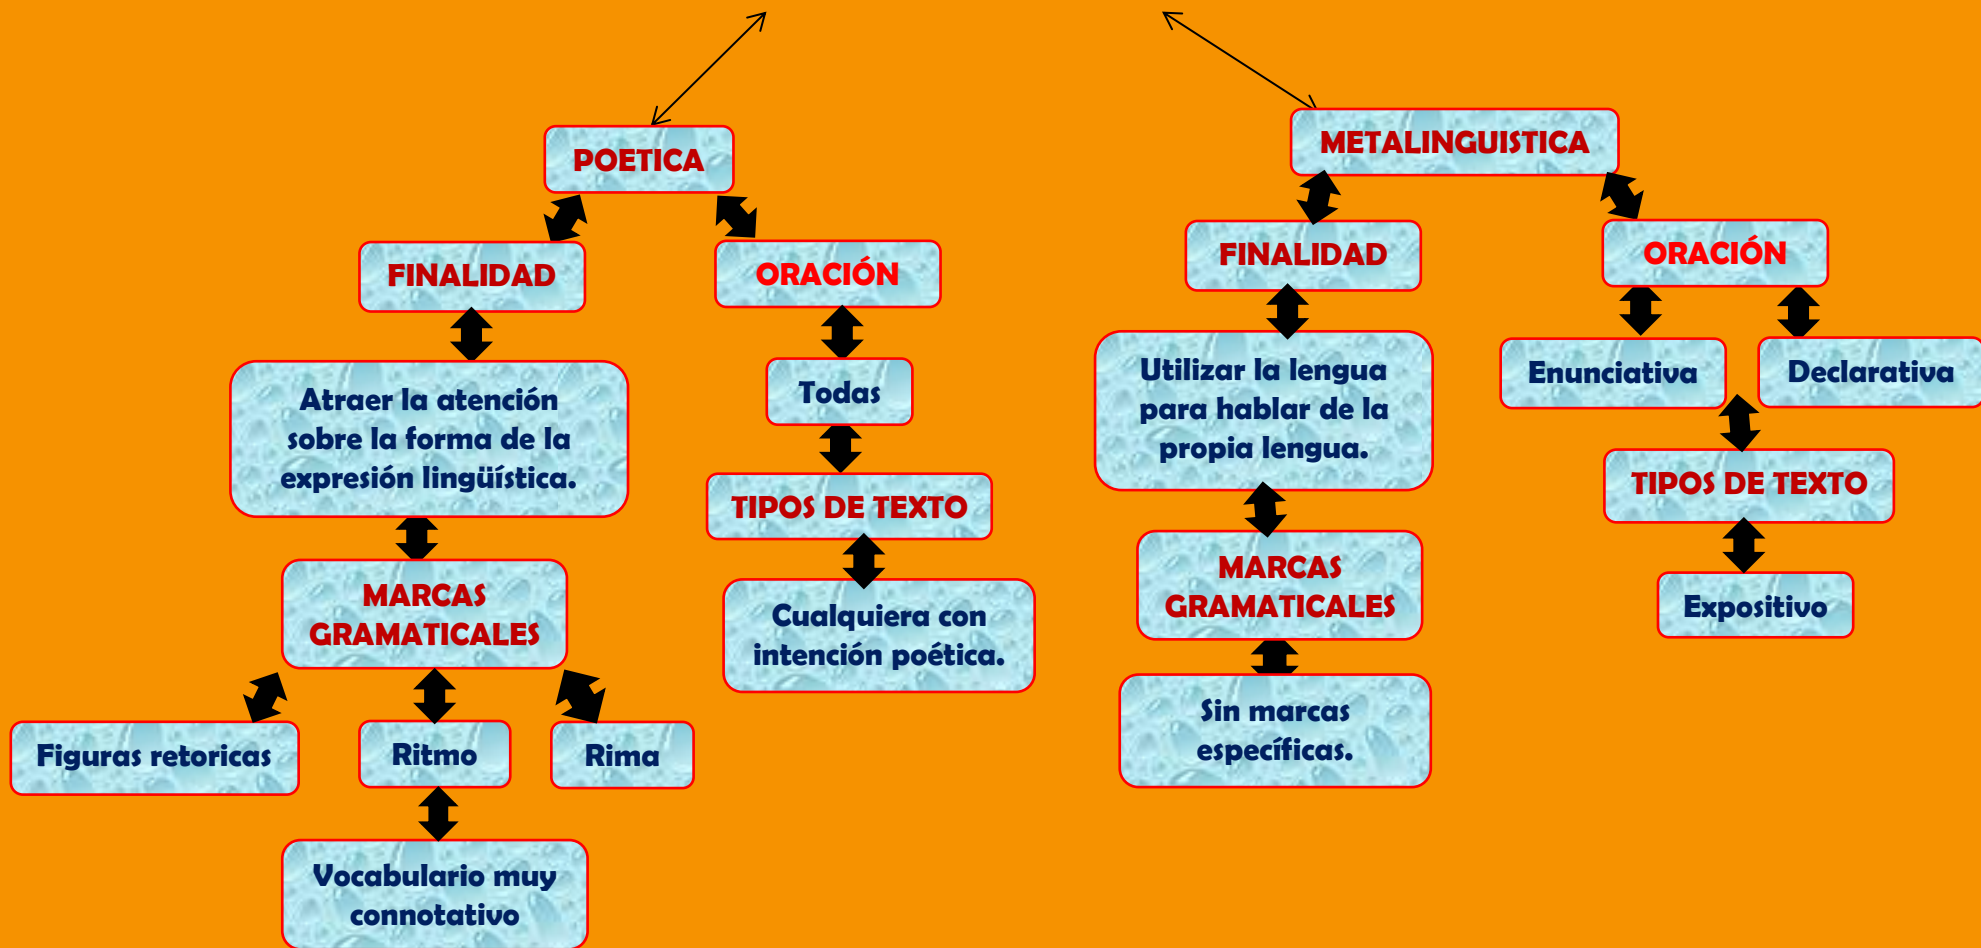 POETICA
FINALIDAD
ORACIÓN
Atraer la atención
sobre la forma de la
expresión lingüística.
Todas
TIPOS DE TEXTO
Cualquiera con
intención poética.
MARCAS
GRAMATICALES
Figuras retoricas
Ritmo
Rima
Vocabulario muy
connotativo
METALINGUISTICA
FINALIDAD
ORACIÓN
Utilizar la lengua
para hablar de la
propia lengua.
Enunciativa
Declarativa
TIPOS DE TEXTO
Expositivo
MARCAS
GRAMATICALES
Sin marcas
específicas.